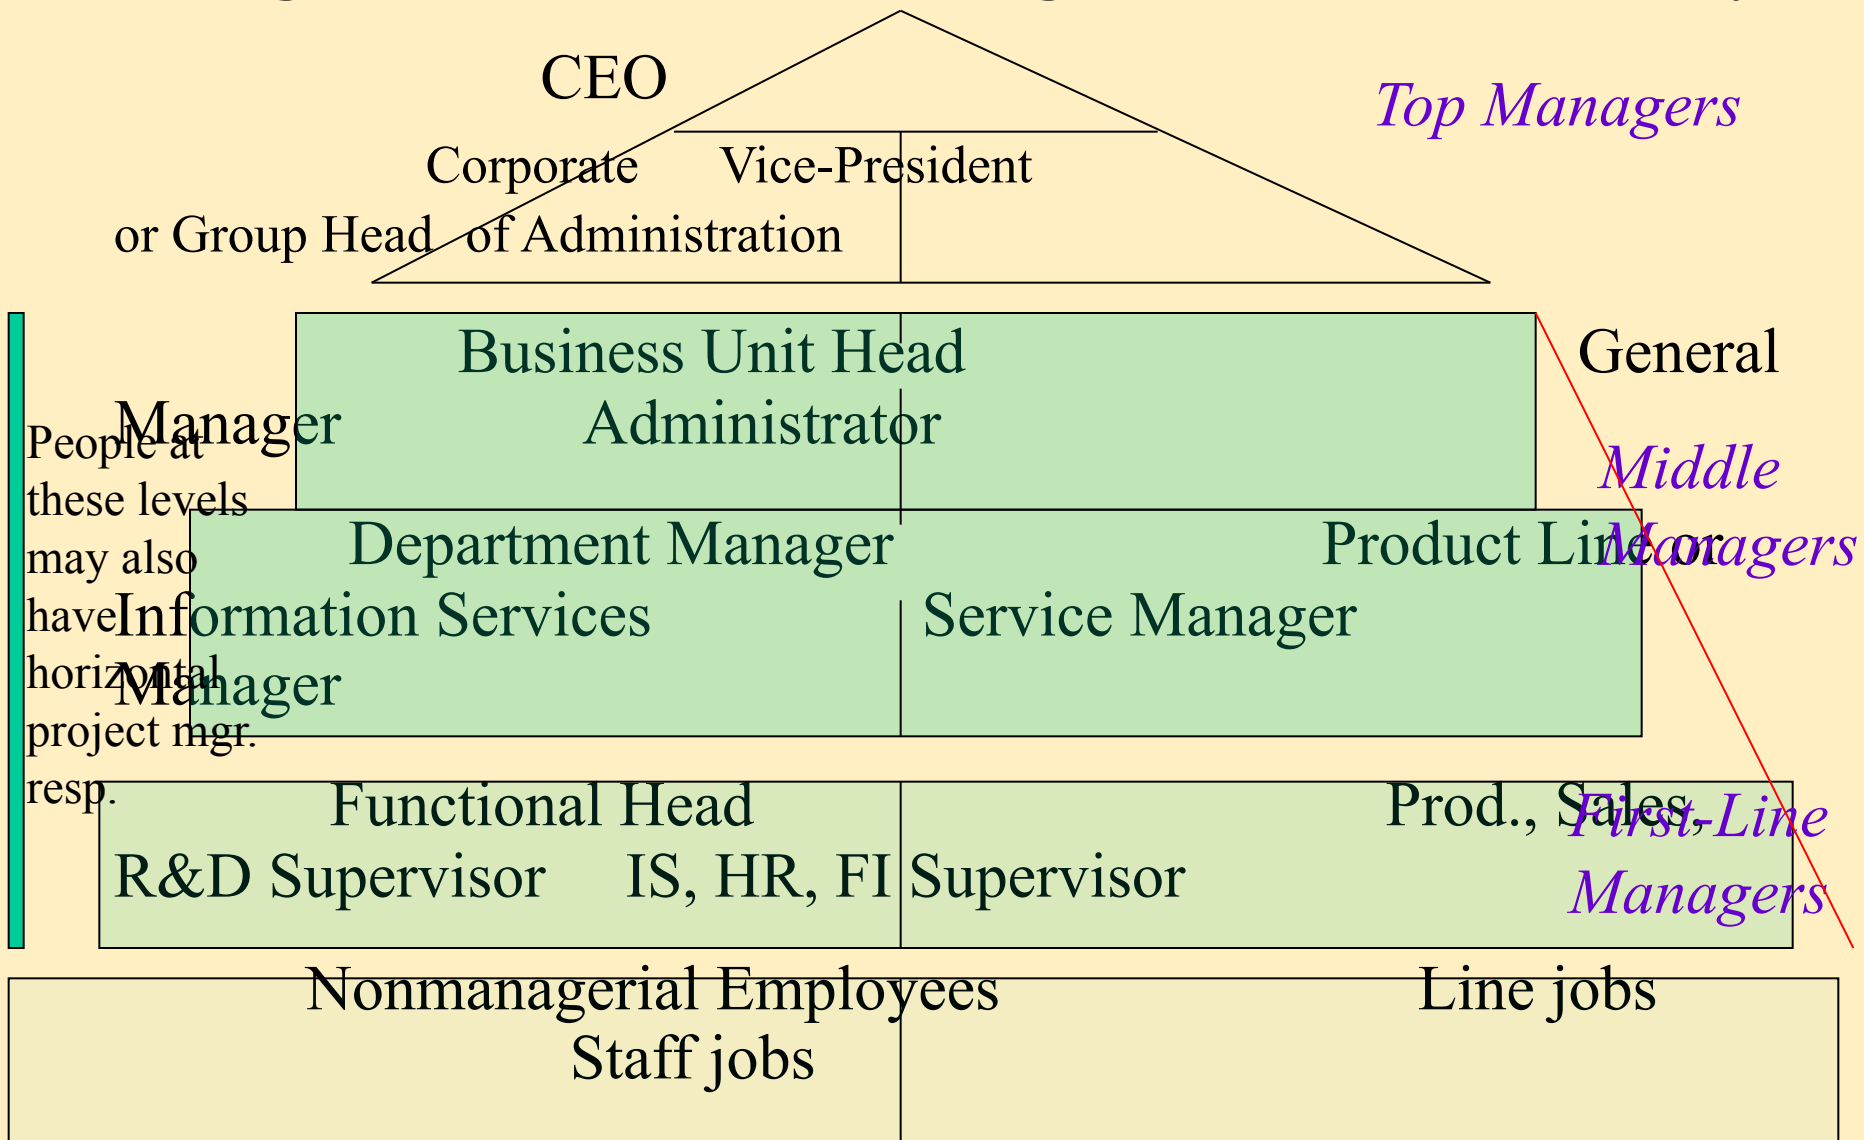 CEO
Top Managers
Corporate Vice-President
or Group Head of Administration
Business Unit Head General
Manager Administrator
Middle
Managers
People at
these levels
may also
have
horizontal
project mgr.
resp.
Department Manager Product Line or
Information Services Service Manager
Manager
Functional Head Prod., Sales,
R&D Supervisor IS, HR, FI Supervisor
First-Line
Managers
Nonmanagerial Employees Line jobs
Staff jobs